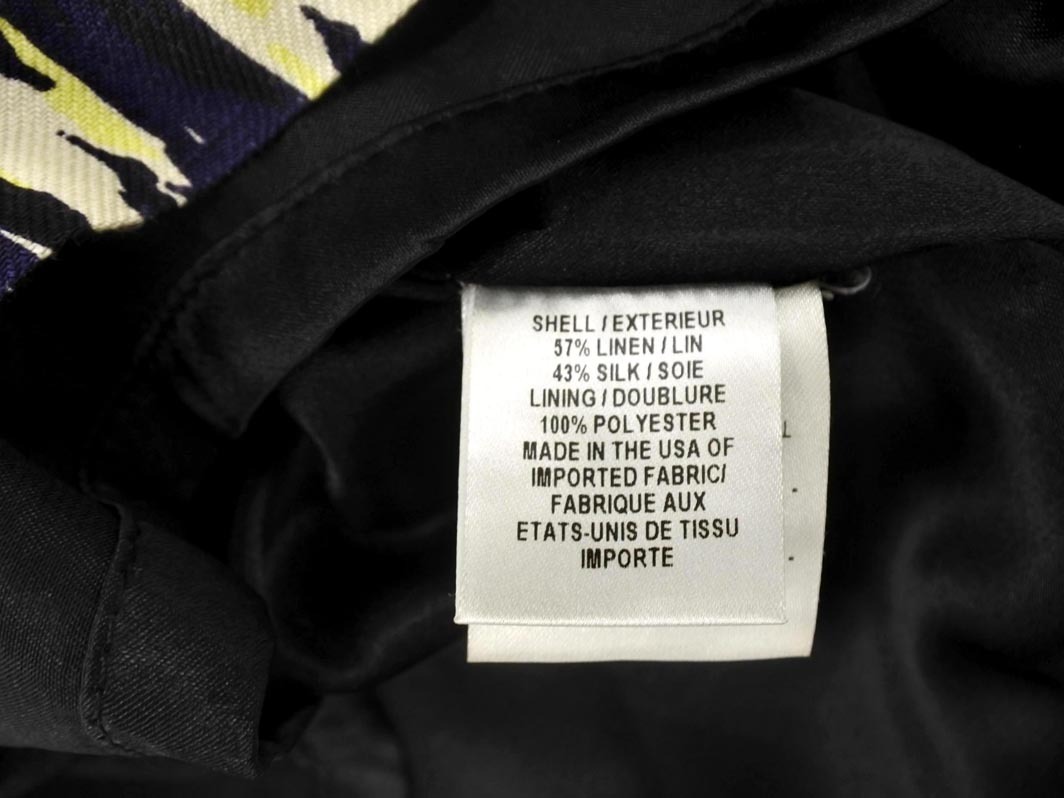 SHELL / EXTERIEUR
57% LINEN / LIN
43% SILK / SOIE
LINING / DOUBLURE
100% POLYESTER
MADE IN THE USA OF
IMPORTED FABRIC/
FABRIQUE AUX
ETATS-UNIS DE TISSU
IMPORTE